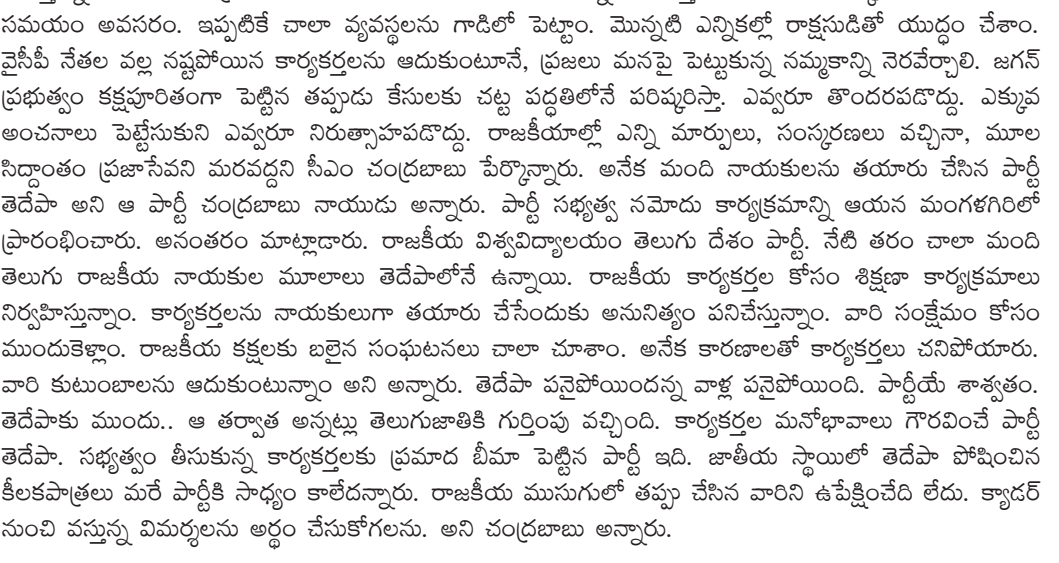 సమయం అవసరం. ఇప్పటికే చాలా వ్యవస్థలను గాడిలో పెట్టాం. మొన్నటి ఎన్నికల్లో రాక్షసుడితో యుద్ధం చేశాం.
వైసీపీ నేతల వల్ల నష్టపోయిన కార్యకర్తలను ఆదుకుంటూనే, ప్రజలు మనపై పెట్టుకున్న నమ్మకాన్ని నెరవేర్చాలి. జగన్
ప్రభుత్వం కక్షపూరితంగా పెట్టిన తప్పుడు కేసులకు చట్ట పద్ధతిలోనే పరిష్కరిస్తా. ఎవ్వరూ తొందరపడొద్దు. ఎక్కువ
అంచనాలు పెట్టేసుకుని ఎవ్వరూ నిరుత్సాహపడొద్దు. రాజకీయాల్లో ఎన్ని మార్పులు, సంస్కరణలు వచ్చినా, మూల
సిద్దాంతం ప్రజాసేవని మరవద్దని సీఎం చంద్రబాబు పేర్కొన్నారు. అనేక మంది నాయకులను తయారు చేసిన పార్టీ
తెదేపా అని ఆ పార్టీ చంద్రబాబు నాయుడు అన్నారు. పార్టీ సభ్యత్వ నమోదు కార్యక్రమాన్ని ఆయన మంగళగిరిలో
ప్రారంభించారు. అనంతరం మాట్లాడారు. రాజకీయ విశ్వవిద్యాలయం తెలుగు దేశం పార్టీ. నేటి తరం చాలా మంది
తెలుగు రాజకీయ నాయకుల మూలాలు తెదేపాలోనే ఉన్నాయి. రాజకీయ కార్యకర్తల కోసం శిక్షణా కార్యక్రమాలు
నిర్వహిస్తున్నాం. కార్యకర్తలను నాయకులుగా తయారు చేసేందుకు అనునిత్యం పనిచేస్తున్నాం. వారి సంక్షేమం కోసం
ముందుకెళ్లాం. రాజకీయ కక్షలకు బలైన సంఘటనలు చాలా చూశాం. అనేక కారణాలతో కార్యకర్తలు చనిపోయారు.
వారి కుటుంబాలను ఆదుకుంటున్నాం అని అన్నారు. తెదేపా పనైపోయిందన్న వాళ్ల పనైపోయింది. పార్టీయే శాశ్వతం.
తెదేపాకు ముందు.. ఆ తర్వాత అన్నట్లు తెలుగుజాతికి గుర్తింపు వచ్చింది. కార్యకర్తల మనోభావాలు గౌరవించే పార్టీ
తెదేపా. సభ్యత్వం తీసుకున్న కార్యకర్తలకు ప్రమాద బీమా పెట్టిన పార్టీ ఇది. జాతీయ స్థాయిలో తెదేపా పోషించిన
కీలకపాత్రలు మరే పార్టీకి సాధ్యం కాలేదన్నారు. రాజకీయ ముసుగులో తప్పు చేసిన వారిని ఉపేక్షించేది లేదు. క్యాడర్
నుంచి వస్తున్న విమర్శలను అర్థం చేసుకోగలను. అని చంద్రబాబు అన్నారు.